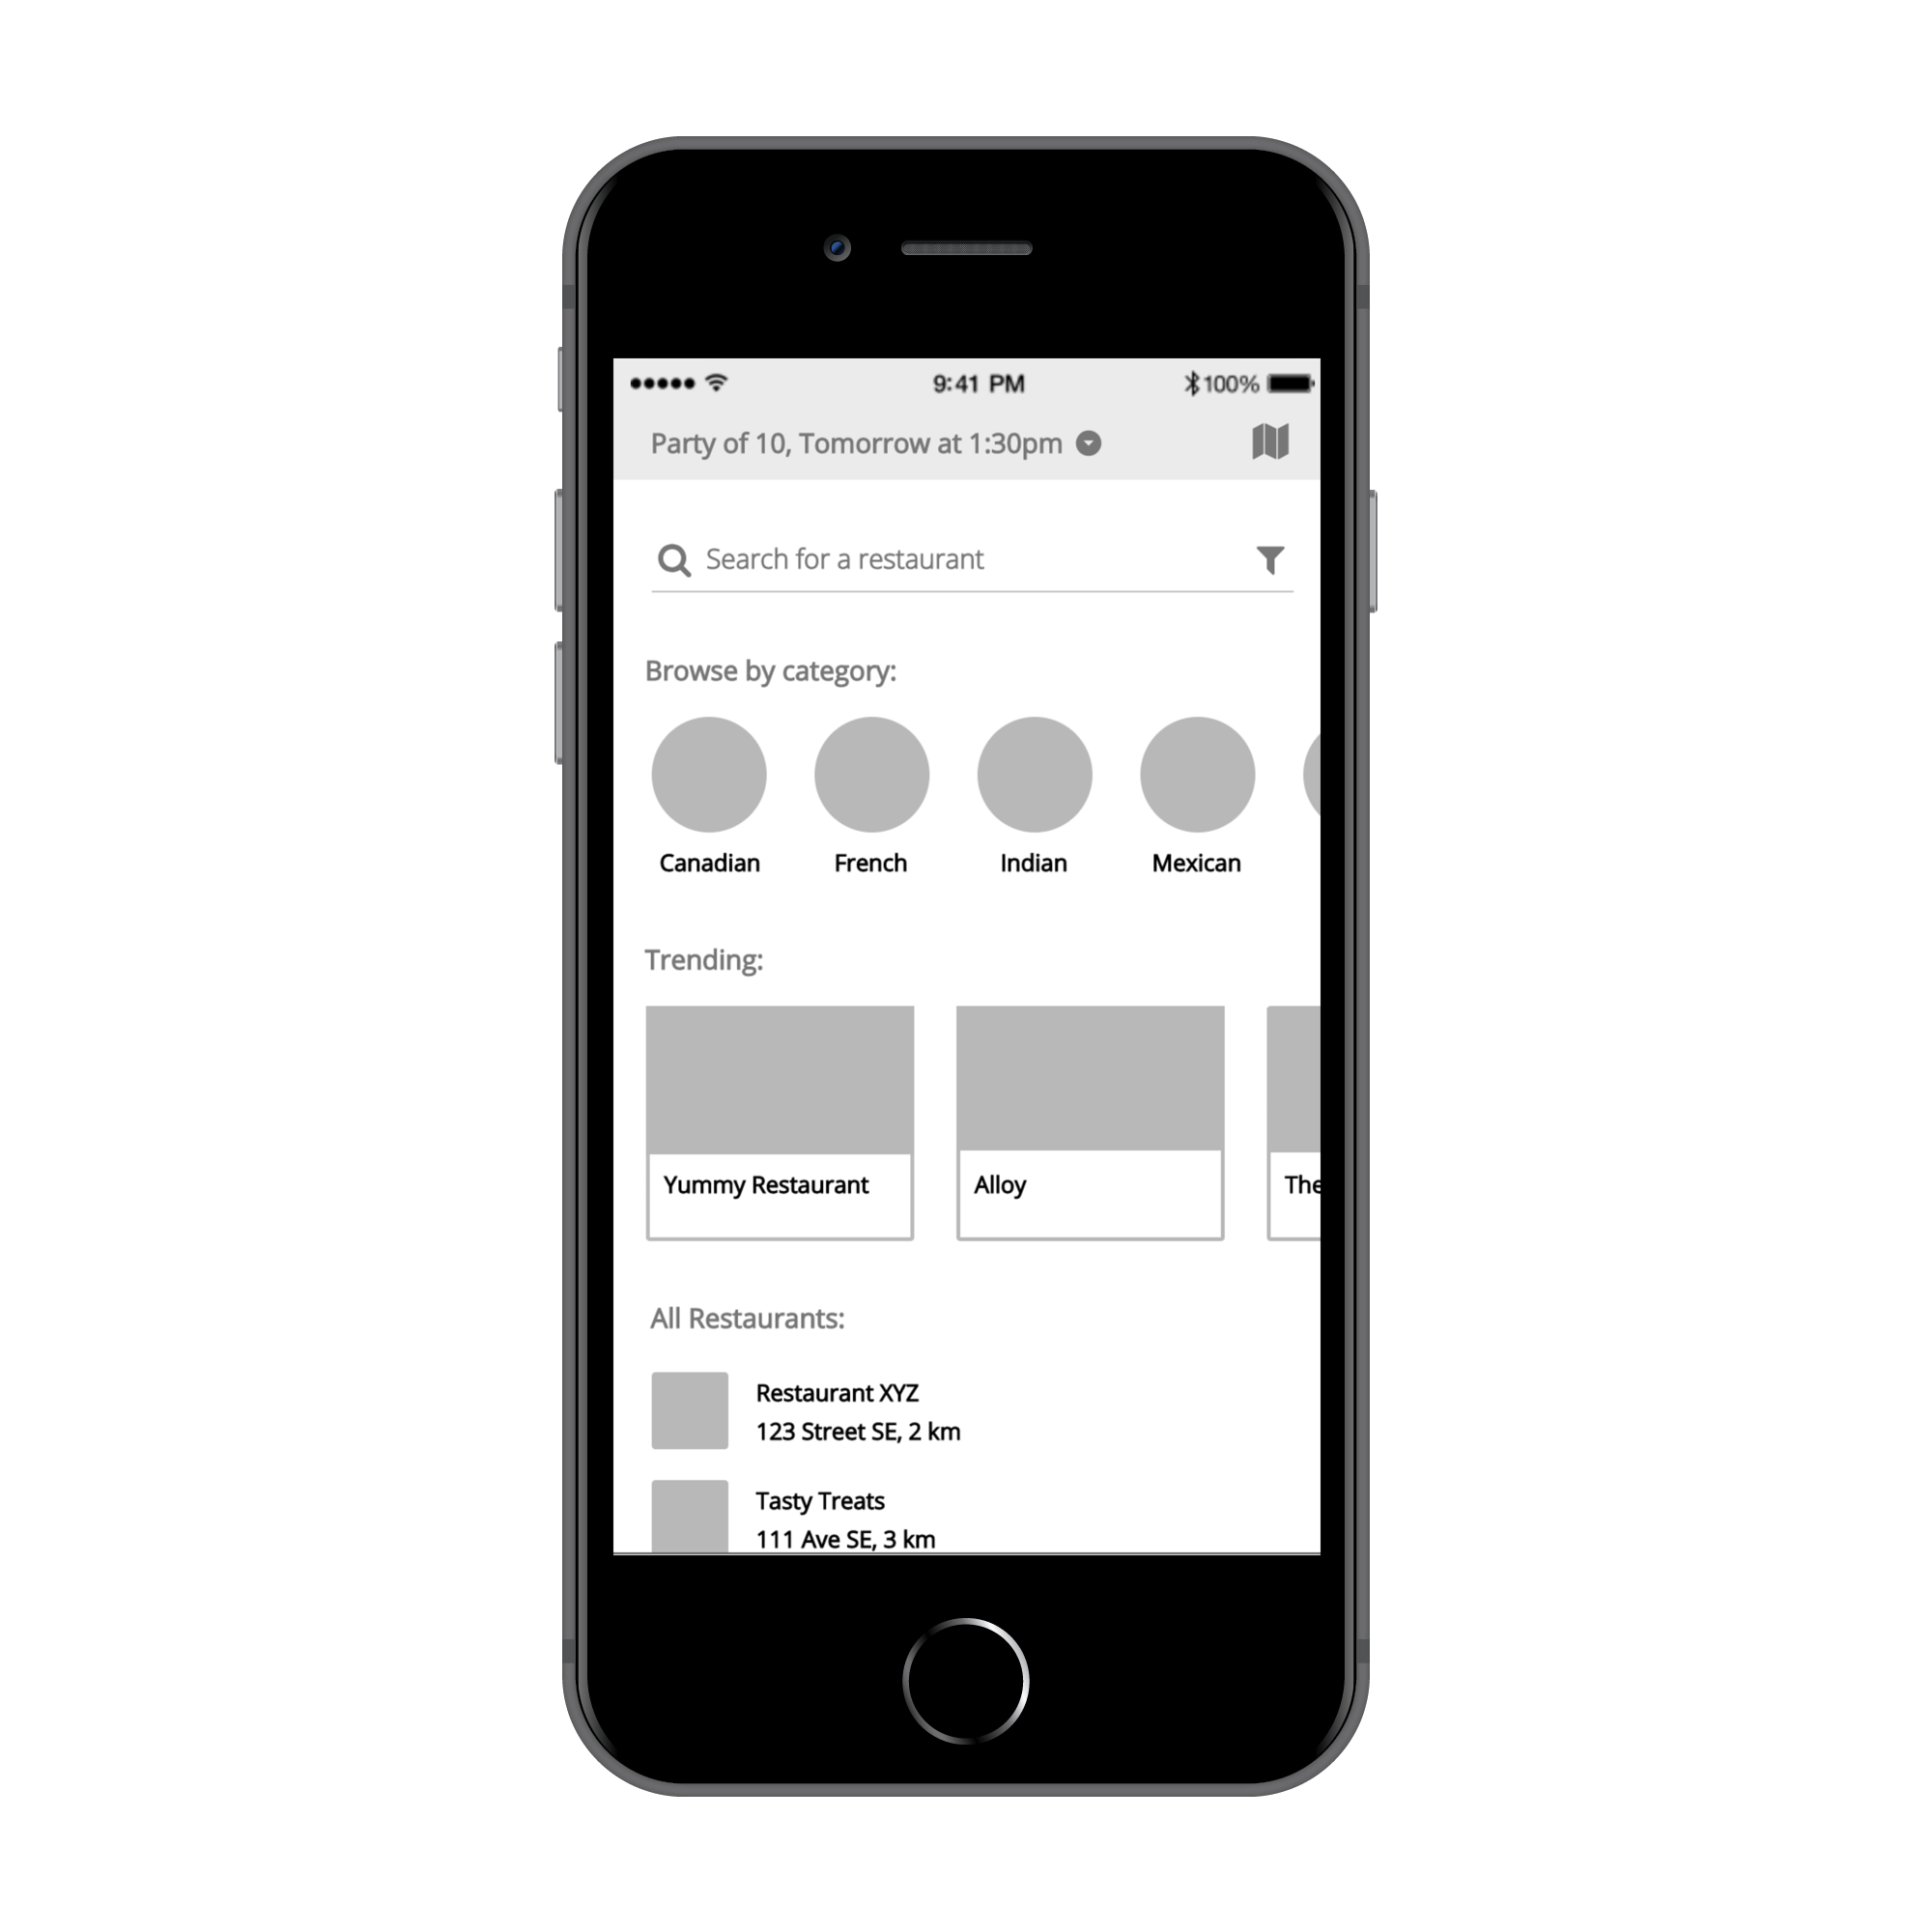 9:41 PM
100%
Party of 10, Tomorrow at 1:30pm
Search for a restaurant
Browse by category:
Canadian French Indian Mexican
Trending:
Yummy Restaurant Alloy The
All Restaurants:
Restaurant XYZ
123 Street SE, 2 km
Tasty Treats
111 Ave SE, 3 km